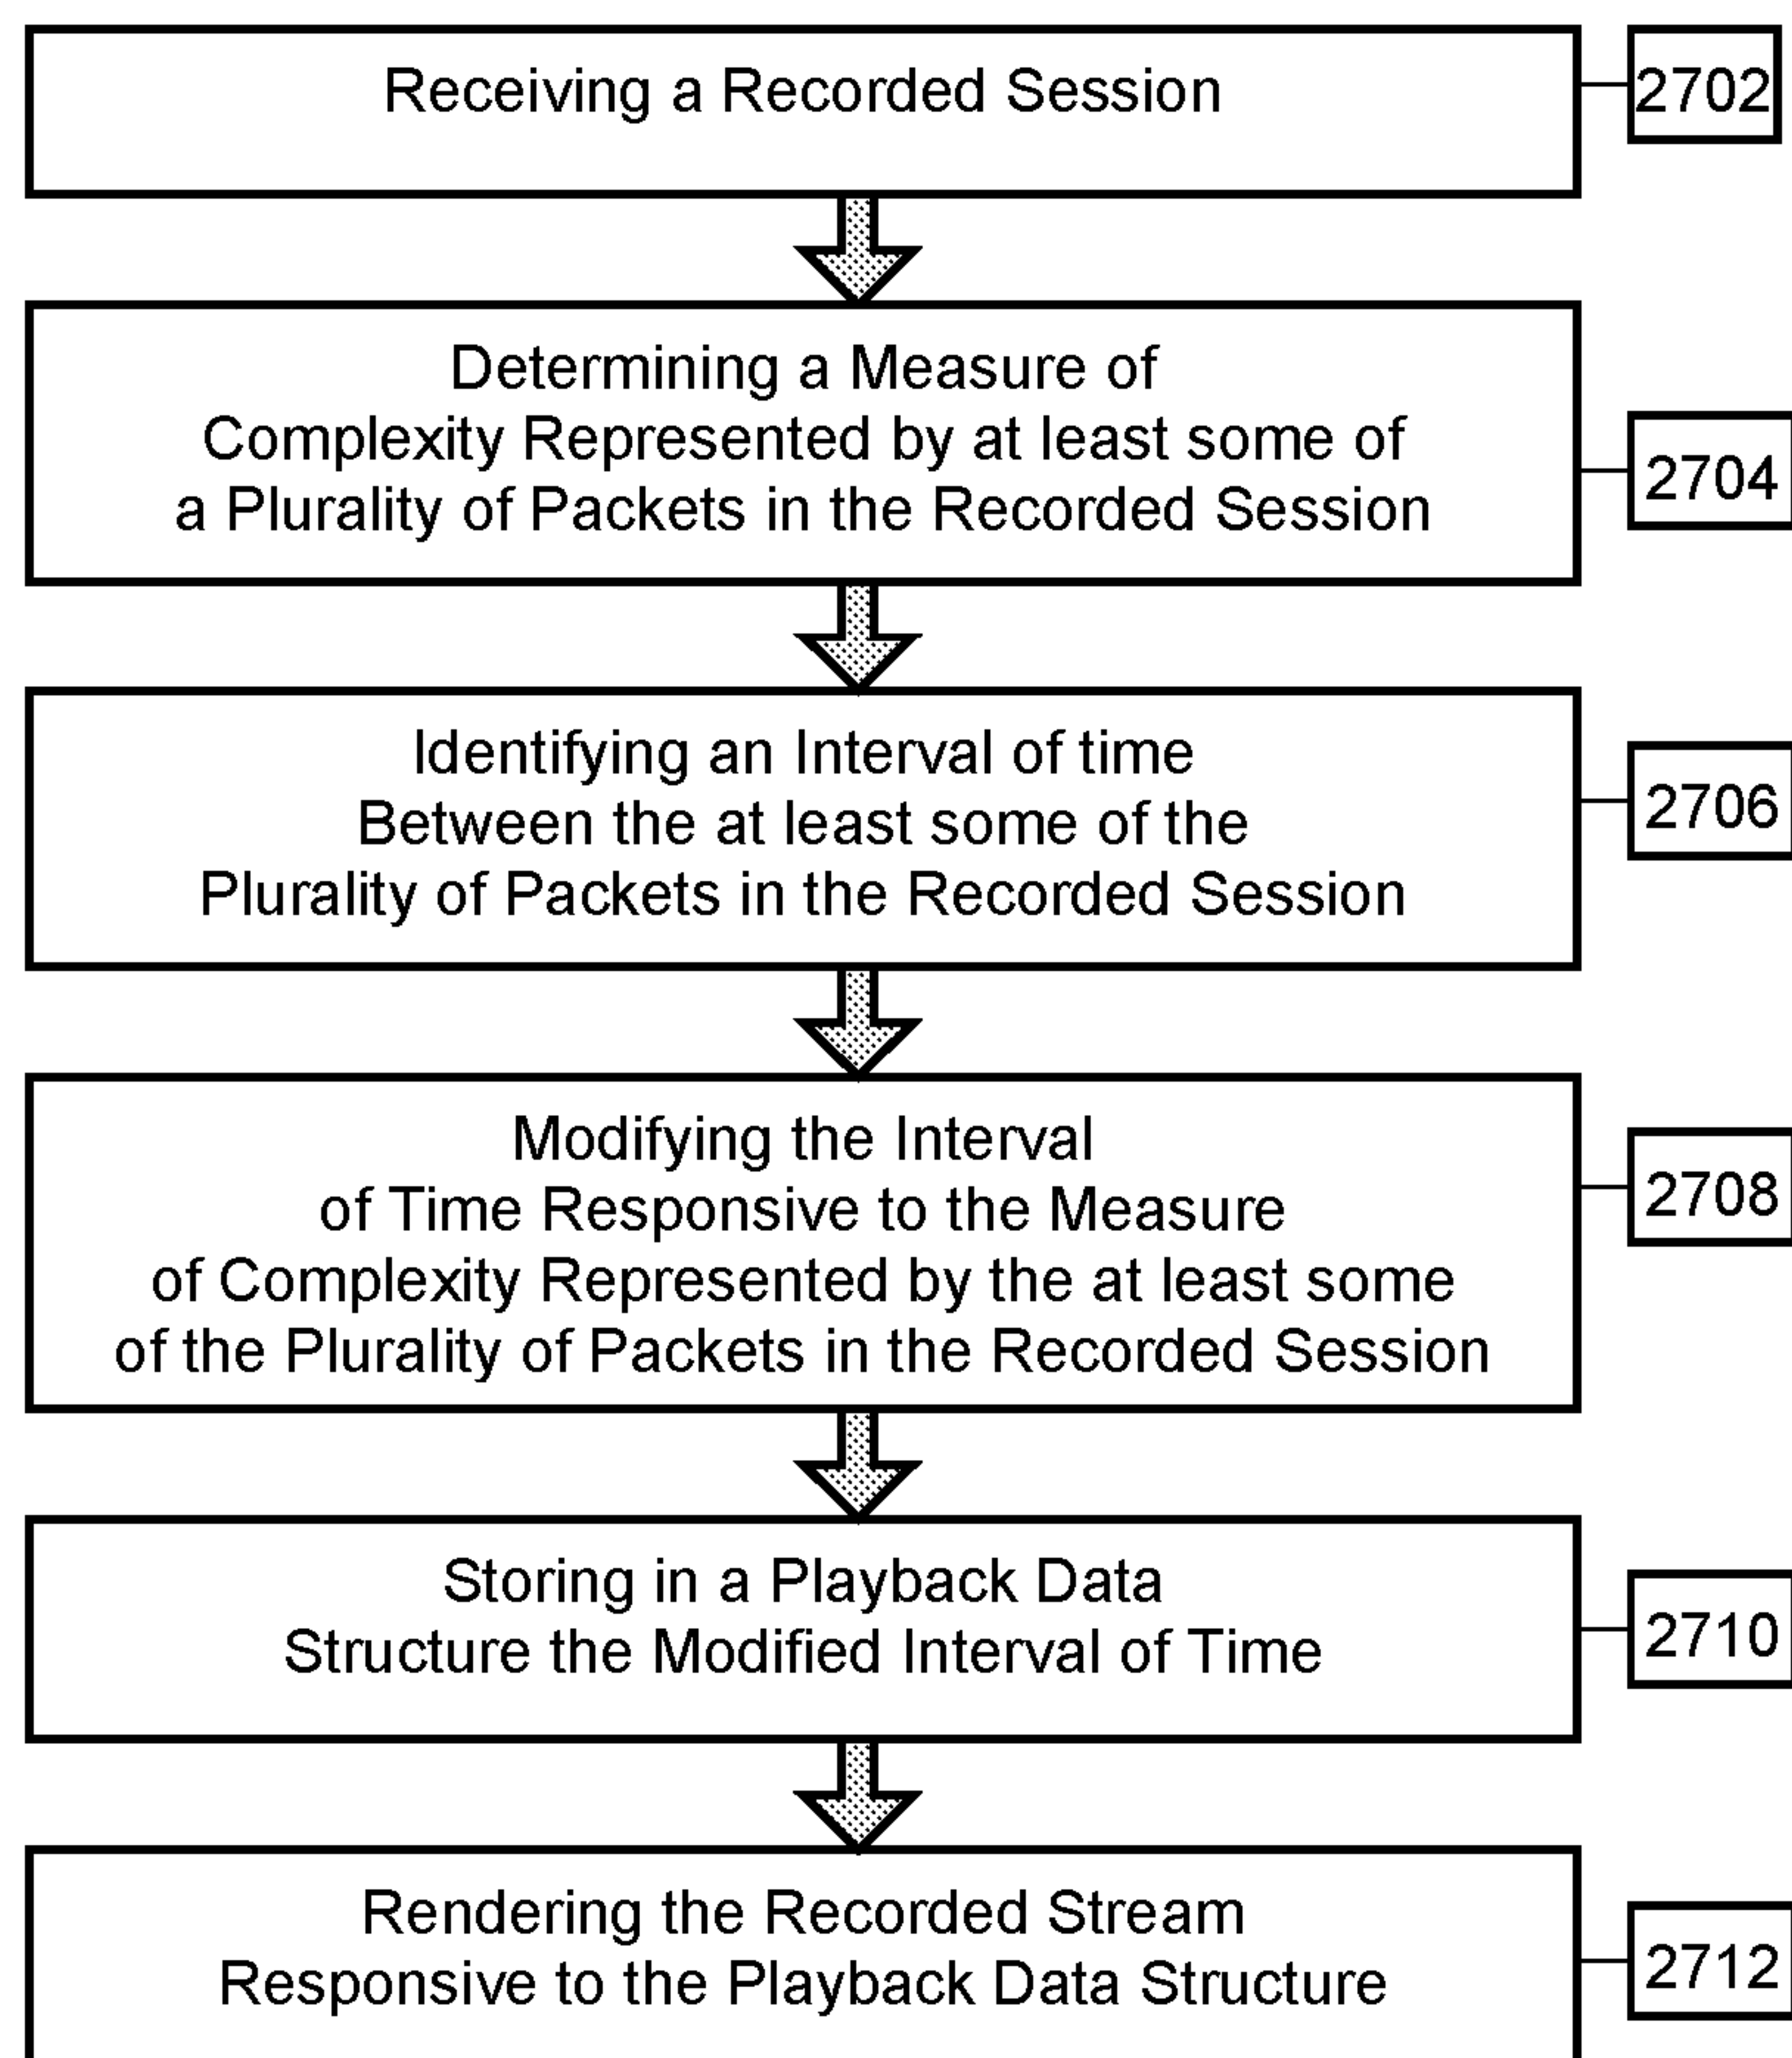 Receiving a Recorded Session
2702
Determining a Measure of
Complexity Represented by at least some of
a Plurality of Packets in the Recorded Session
2704
Identifying an Interval of time
Between the at least some of the
Plurality of Packets in the Recorded Session
2706
Modifying the Interval
of Time Responsive to the Measure
of Complexity Represented by the at least some
of the Plurality of Packets in the Recorded Session
2708
Storing in a Playback Data
Structure the Modified Interval of Time
2710
Rendering the Recorded Stream
Responsive to the Playback Data Structure
2712